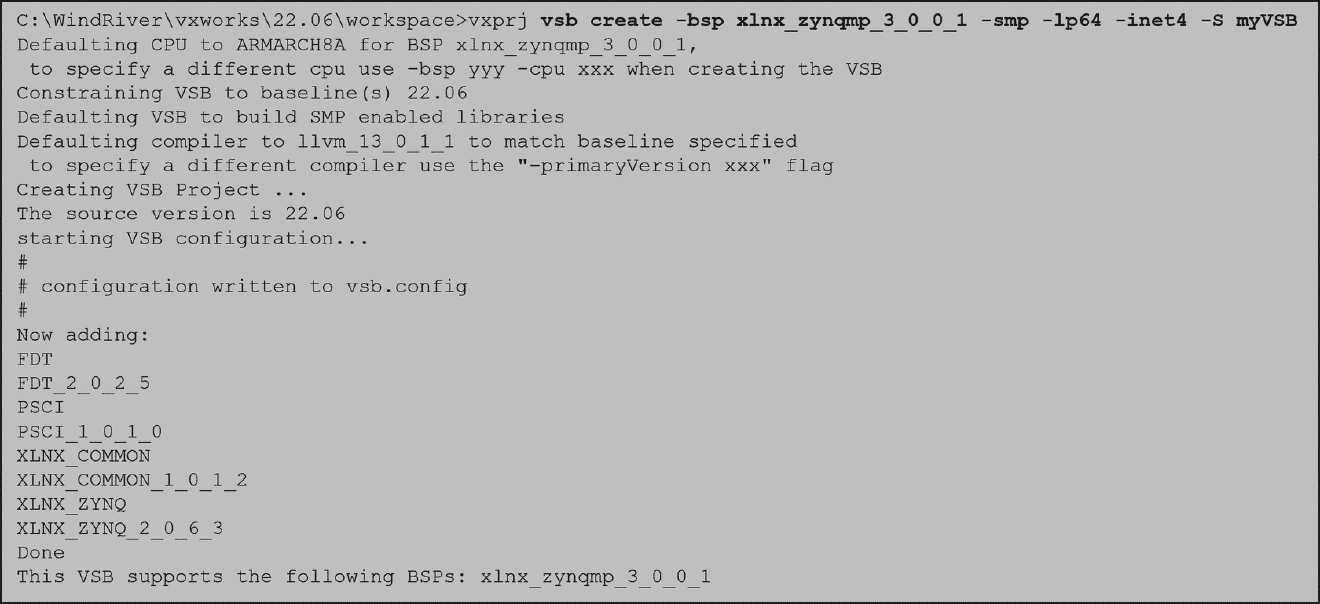 C:\WindRiver\vxworks\22.06\workspace>vxprj vsb create -bsp xlnx_zynqmp_3_0_0_1 -smp -lp64 -inet4 -S myVSB
Defaulting CPU to ARMARCH8A for BSP xlnx_zynqmp_3_0_0_1,
 to specify a different cpu use -bsp yyy -cpu xxx when creating the VSB
Constraining VSB to baseline(s) 22.06
Defaulting VSB to build SMP enabled libraries
Defaulting compiler to llvm_13_0_1_1 to match baseline specified
 to specify a different compiler use the "-primaryVersion xxx" flag
Creating VSB Project ...
The source version is 22.06
starting VSB configuration...
#
# configuration written to vsb.config
#
Now adding:
FDT
FDT_2_0_2_5
PSCI
PSCI_1_0_1_0
XLNX_COMMON
XLNX_COMMON_1_0_1_2
XLNX_ZYNQ
XLNX_ZYNQ_2_0_6_3
Done
This VSB supports the following BSPs: xlnx_zynqmp_3_0_0_1